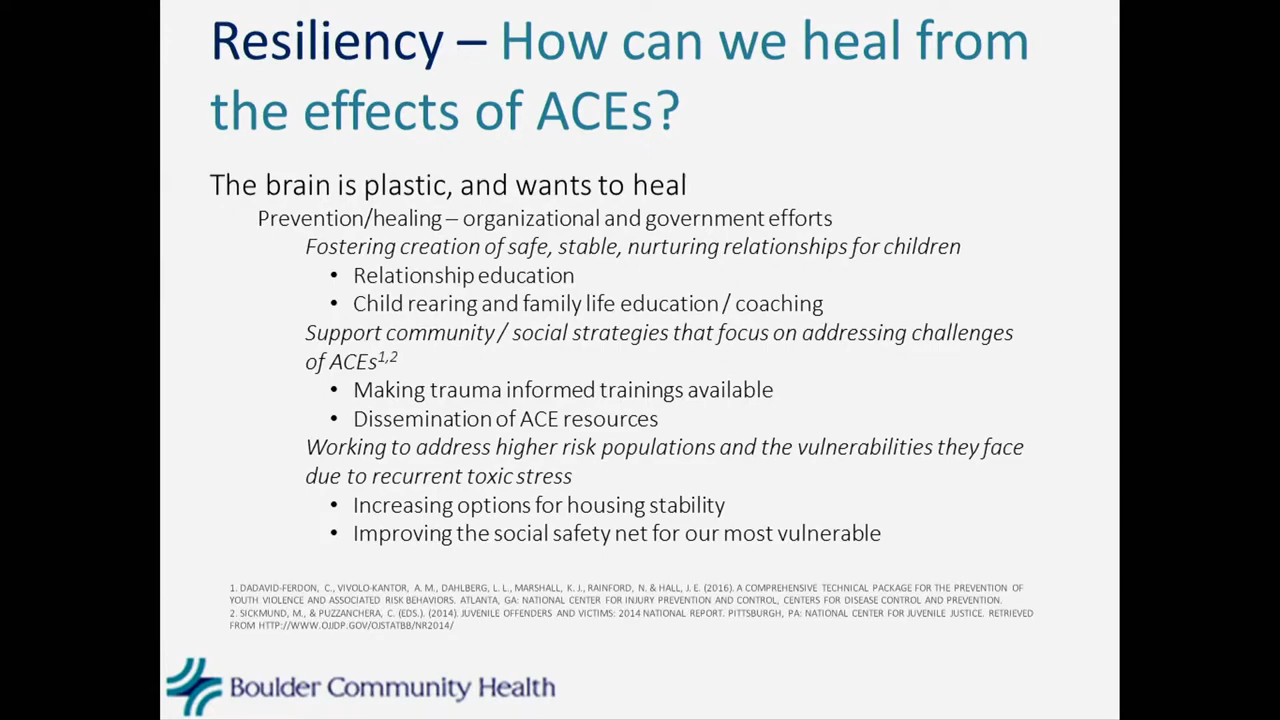 Resiliency – How can we heal from
the effects of ACEs?
The brain is plastic, and wants to heal
Prevention/healing – organizational and government efforts
Fostering creation of safe, stable, nurturing relationships for children
• Relationship education
• Child rearing and family life education / coaching
Support community / social strategies that focus on addressing challenges
of ACEs1,2
• Making trauma informed trainings available
• Dissemination of ACE resources
Working to address higher risk populations and the vulnerabilities they face
due to recurrent toxic stress
• Increasing options for housing stability
• Improving the social safety net for our most vulnerable
1. DADAVID-FERDON, C., VIVOLO-KANTOR, A. M., DAHLBERG, L. L., MARSHALL, K. J., RAINFORD, N. & HALL, J. E. (2016). A COMPREHENSIVE TECHNICAL PACKAGE FOR THE PREVENTION OF
YOUTH VIOLENCE AND ASSOCIATED RISK BEHAVIORS. ATLANTA, GA: NATIONAL CENTER FOR INJURY PREVENTION AND CONTROL, CENTERS FOR DISEASE CONTROL AND PREVENTION.
2. SICKMUND, M., & PUZZANCHERA, C. (EDS.). (2014). JUVENILE OFFENDERS AND VICTIMS: 2014 NATIONAL REPORT. PITTSBURGH, PA: NATIONAL CENTER FOR JUVENILE JUSTICE. RETRIEVED
FROM HTTP://WWW.OJJDP.GOV/OJSTATBB/NR2014/
Boulder Community Health